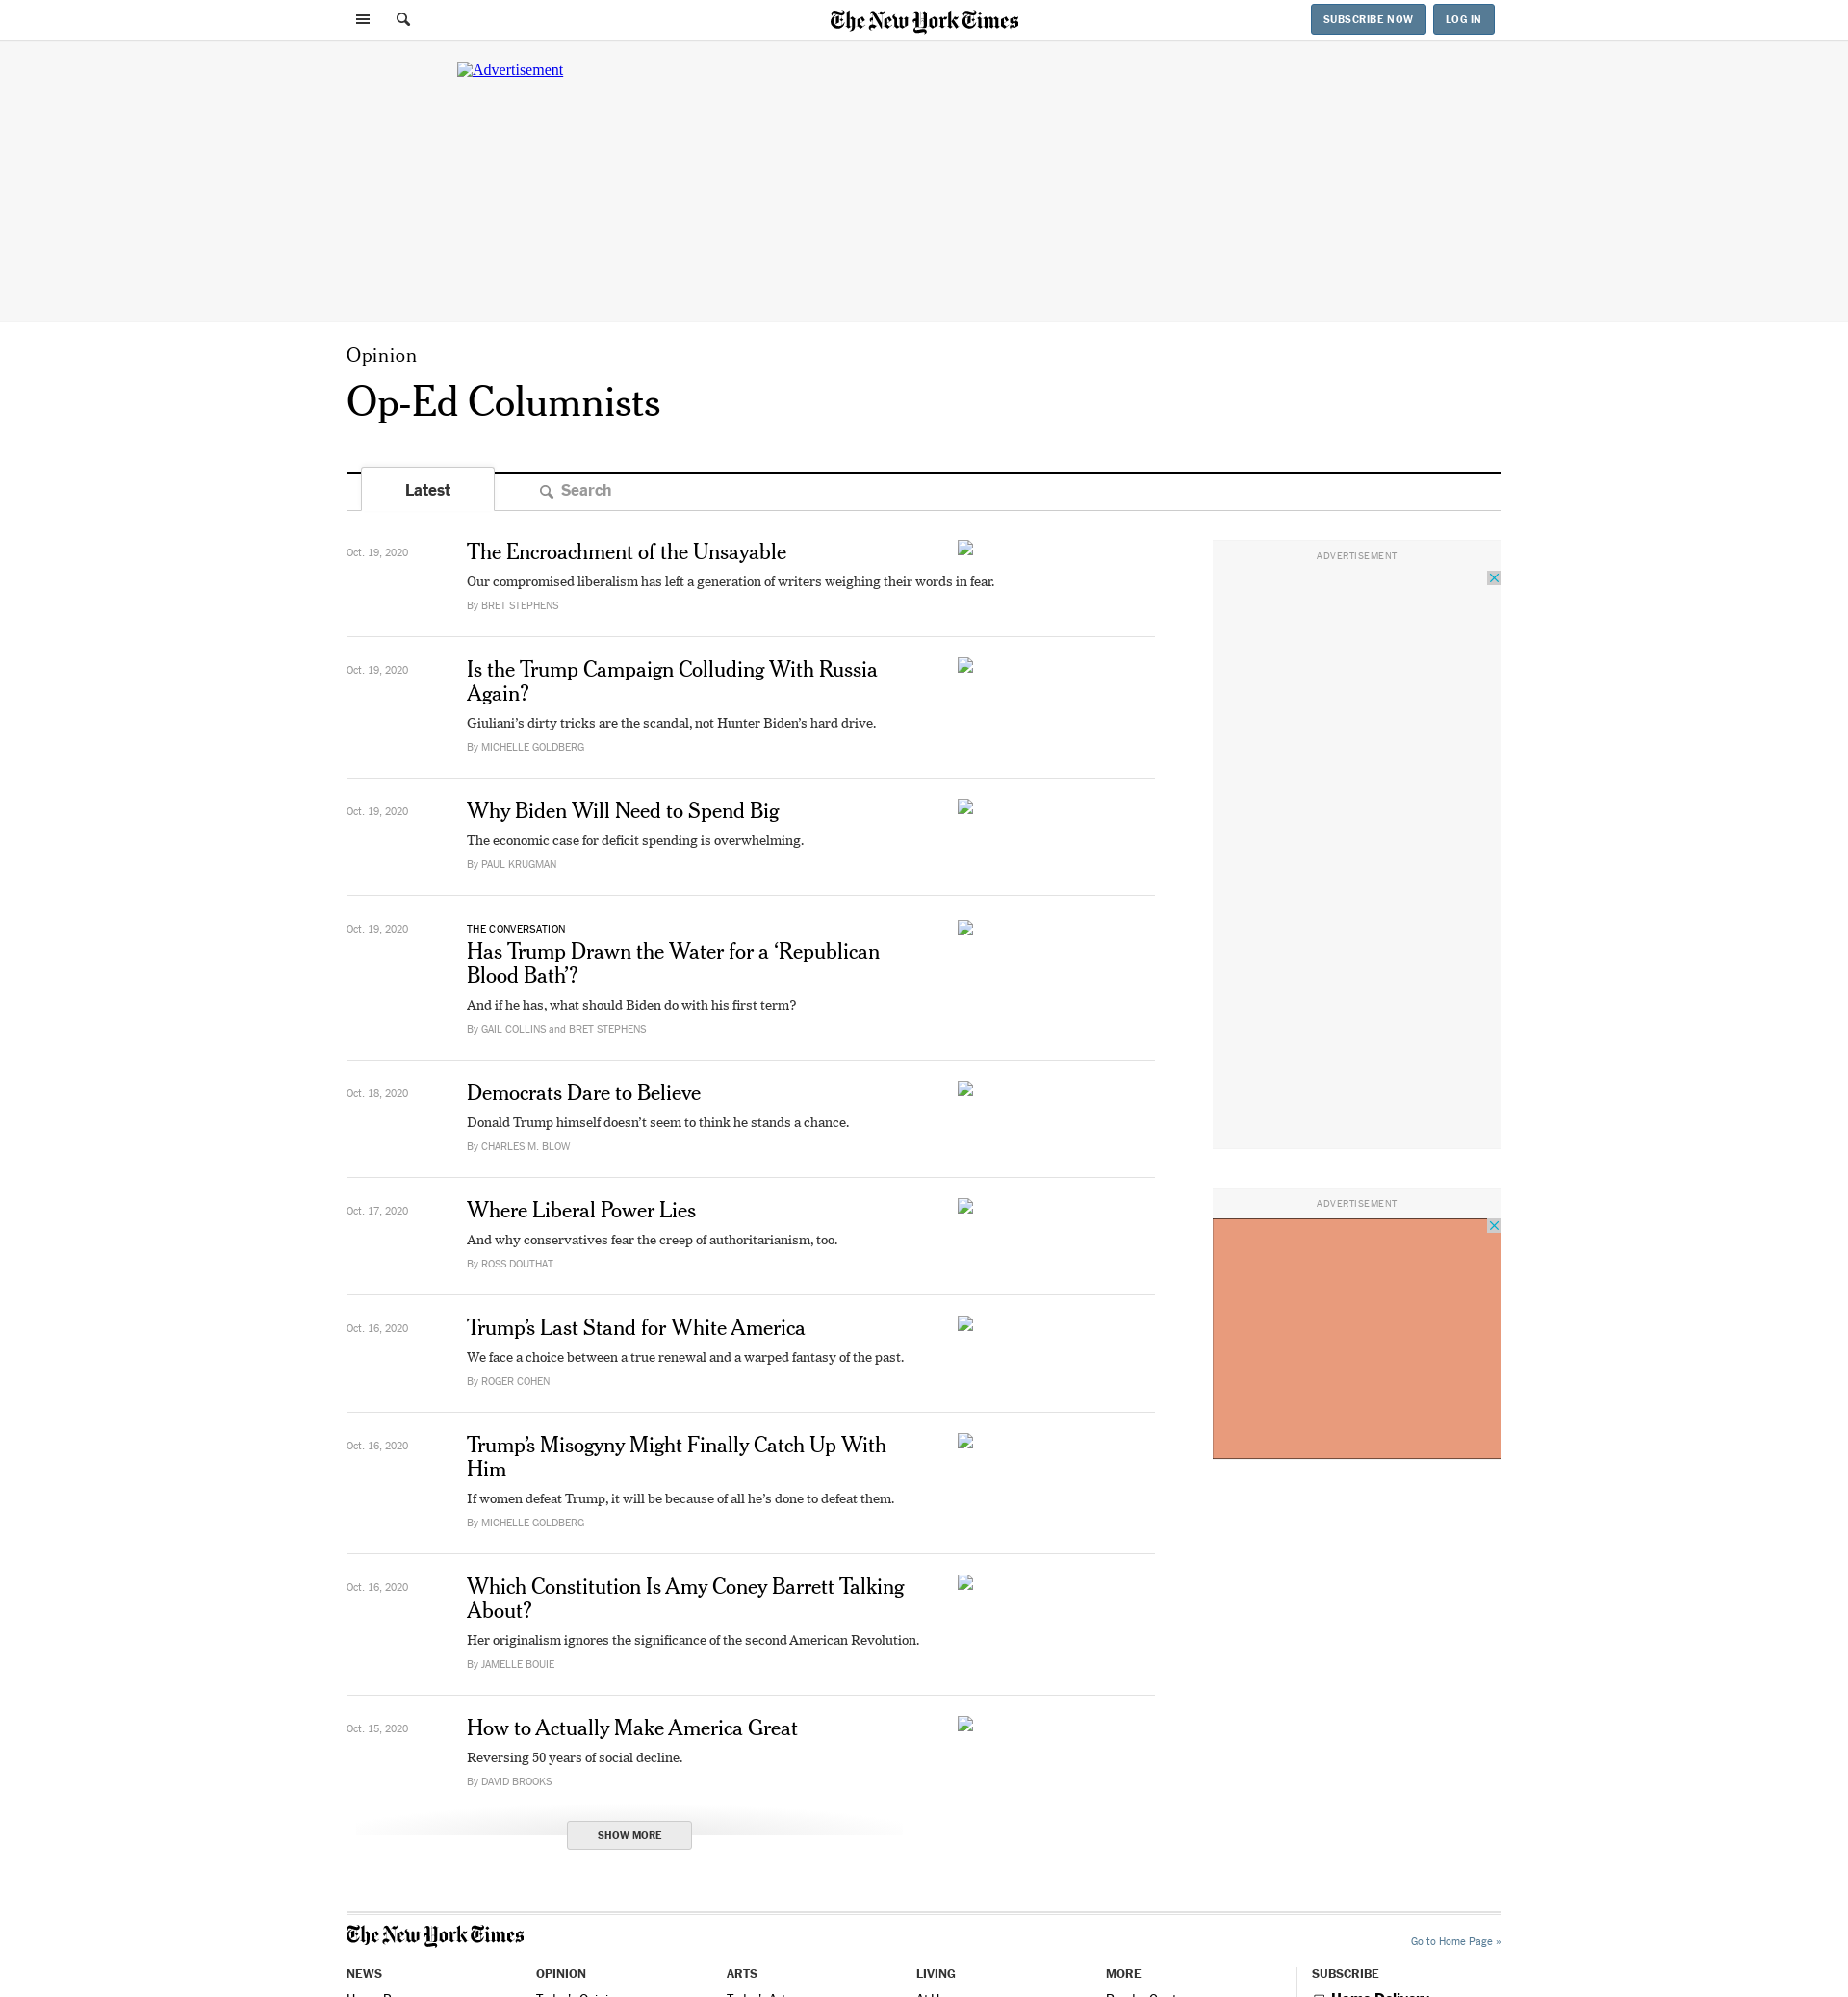 The New York Times
SUBSCRIBE NOW
LOG IN
Advertisement
Opinion
Op-Ed Columnists
Latest
Search
Oct. 19, 2020
The Encroachment of the Unsayable
Our compromised liberalism has left a generation of writers weighing their words in fear.
By BRET STEPHENS
Oct. 19, 2020
Is the Trump Campaign Colluding With Russia
Again?
Giuliani’s dirty tricks are the scandal, not Hunter Biden’s hard drive.
By MICHELLE GOLDBERG
Oct. 19, 2020
Why Biden Will Need to Spend Big
The economic case for deficit spending is overwhelming.
By PAUL KRUGMAN
Oct. 19, 2020
THE CONVERSATION
Has Trump Drawn the Water for a ‘Republican
Blood Bath’?
And if he has, what should Biden do with his first term?
By GAIL COLLINS and BRET STEPHENS
Oct. 18, 2020
Democrats Dare to Believe
Donald Trump himself doesn’t seem to think he stands a chance.
By CHARLES M. BLOW
Oct. 17, 2020
Where Liberal Power Lies
And why conservatives fear the creep of authoritarianism, too.
By ROSS DOUTHAT
Oct. 16, 2020
Trump’s Last Stand for White America
We face a choice between a true renewal and a warped fantasy of the past.
By ROGER COHEN
Oct. 16, 2020
Trump’s Misogyny Might Finally Catch Up With
Him
If women defeat Trump, it will be because of all he’s done to defeat them.
By MICHELLE GOLDBERG
Oct. 16, 2020
Which Constitution Is Amy Coney Barrett Talking
About?
Her originalism ignores the significance of the second American Revolution.
By JAMELLE BOUIE
Oct. 15, 2020
How to Actually Make America Great
Reversing 50 years of social decline.
By DAVID BROOKS
SHOW MORE
ADVERTISEMENT
ADVERTISEMENT
The New York Times
Go to Home Page »
NEWS
OPINION
ARTS
LIVING
MORE
SUBSCRIBE
Home Delivery